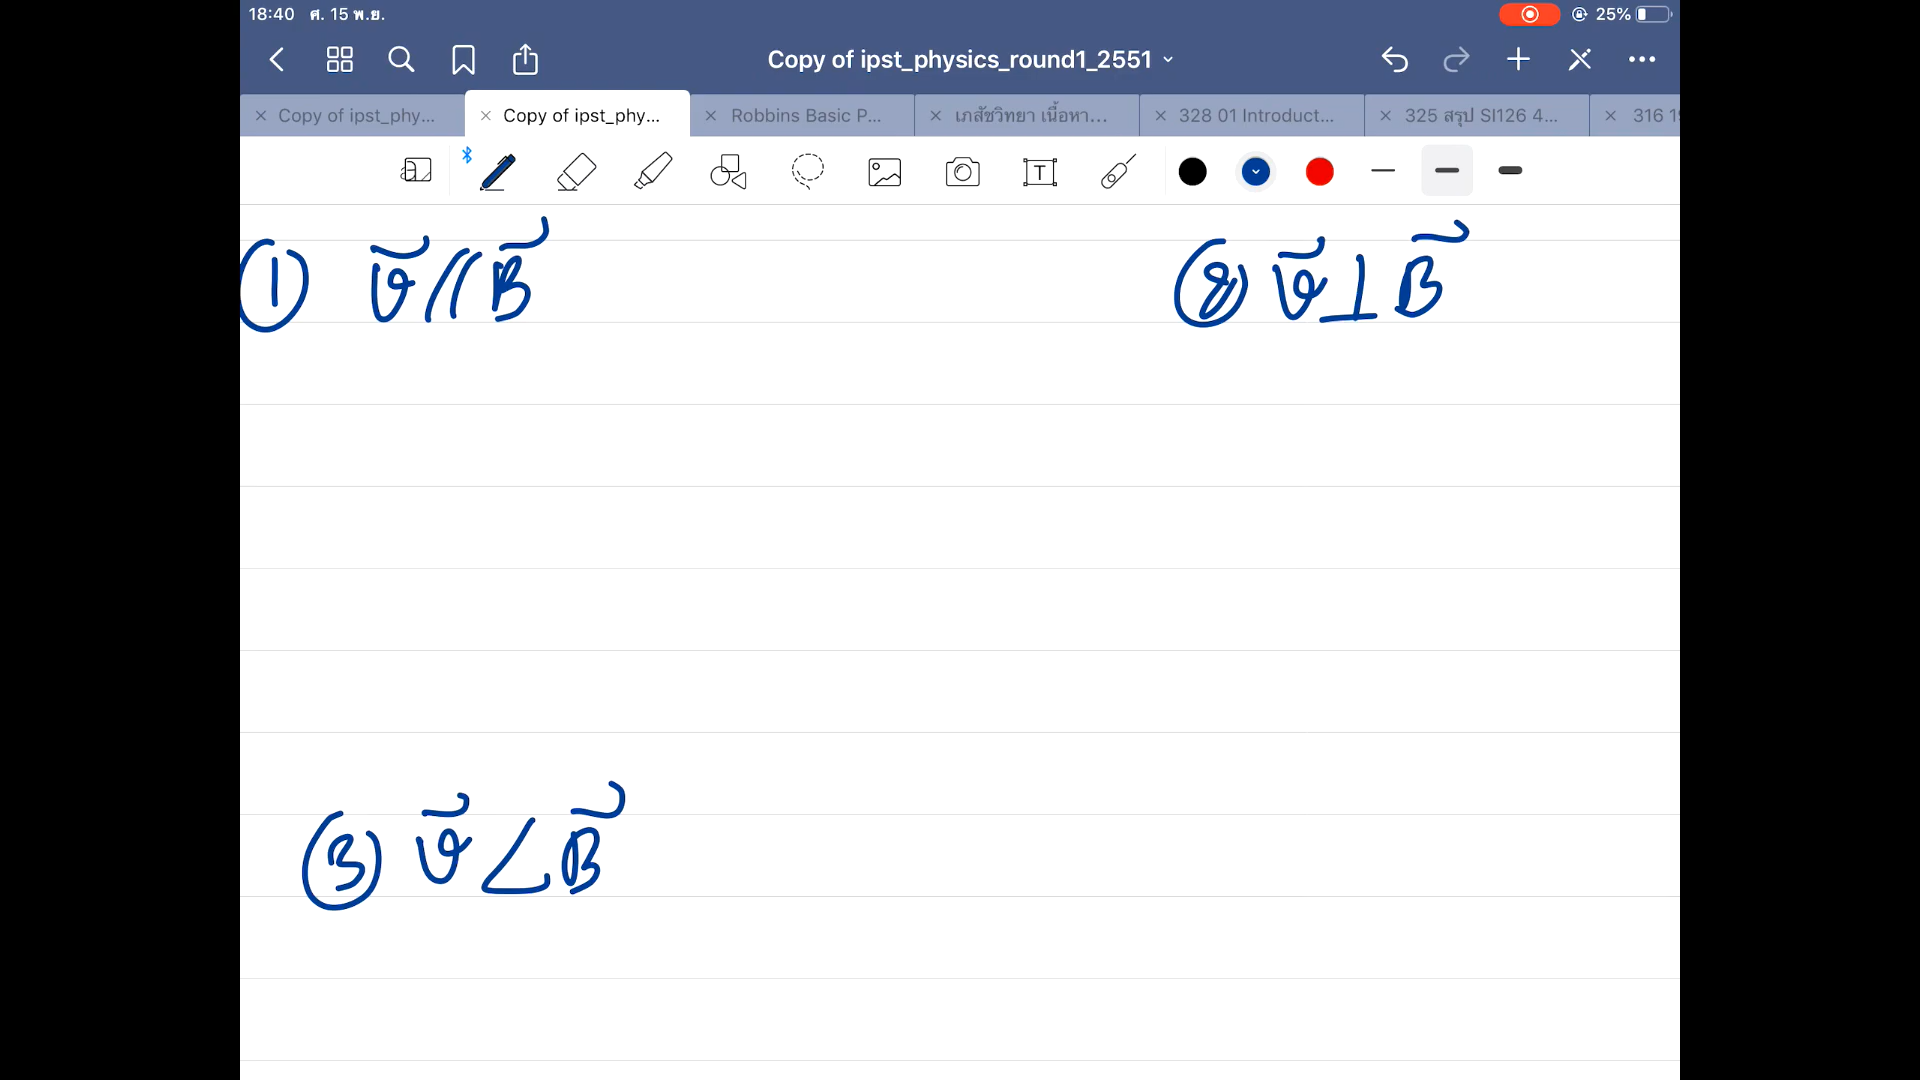 18:40 ศ. 15 พ.ย. 25%
Copy of ipst_physics_round1_2551
Copy of ipst_phy... Copy of ipst_phy... Robbins Basic P... เภสัชวิทยา เนื้อหา... 328 01 Introduct... 325 สรุป SI126 4... 316 1
① v⃗ // B⃗ ② v⃗ ⊥ B⃗
③ v⃗ ∠ B⃗